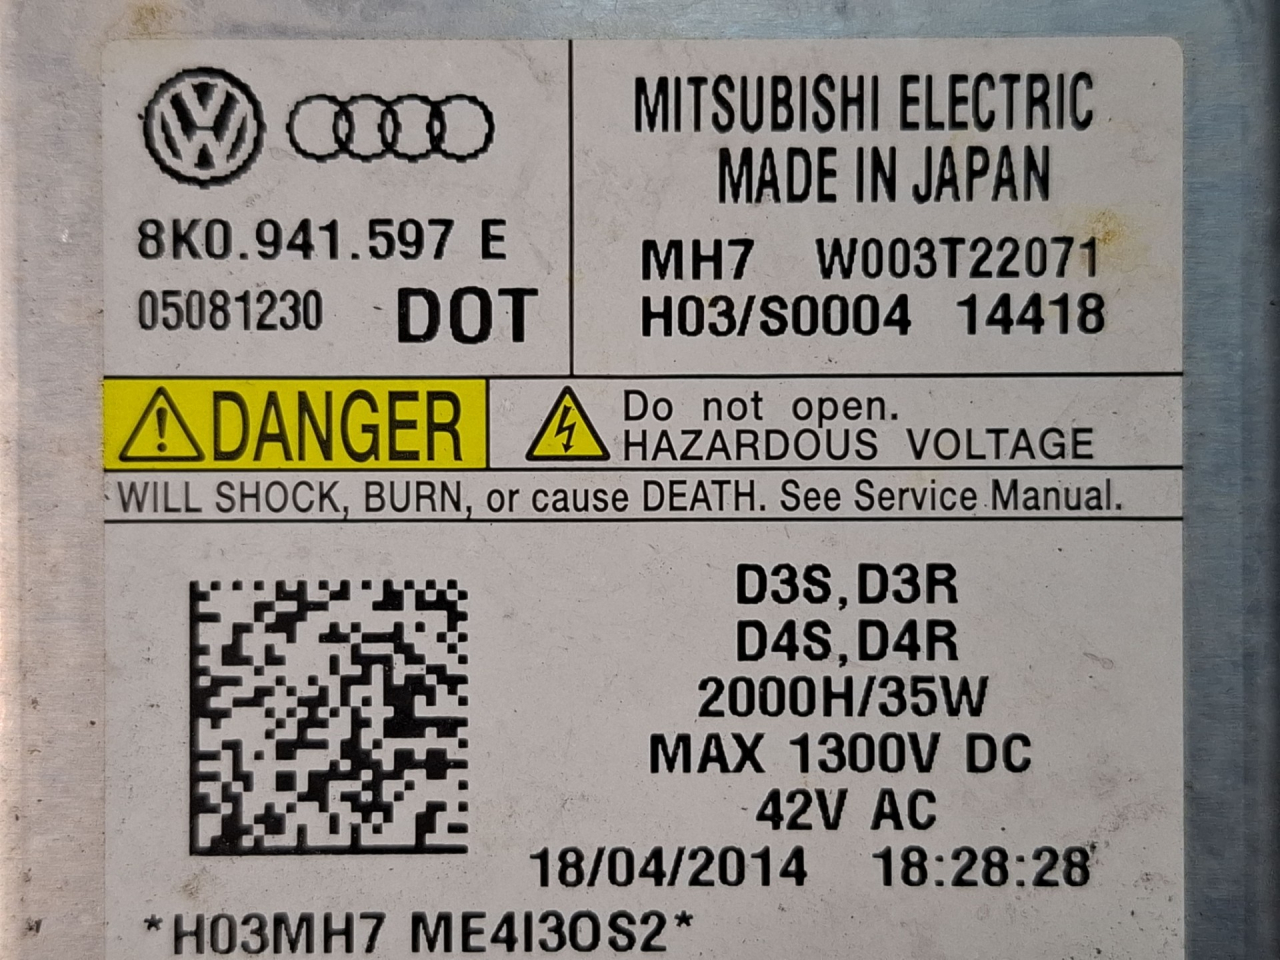 8K0.941.597 E
05081230 DOT
MITSUBISHI ELECTRIC
MADE IN JAPAN
MH7 W003T22071
H03/S0004 14418
DANGER
Do not open.
HAZARDOUS VOLTAGE
WILL SHOCK, BURN, or cause DEATH. See Service Manual.
D3S,D3R
D4S,D4R
2000H/35W
MAX 1300V DC
42V AC
18/04/2014 18:28:28
*H03MH7 ME4I3OS2*